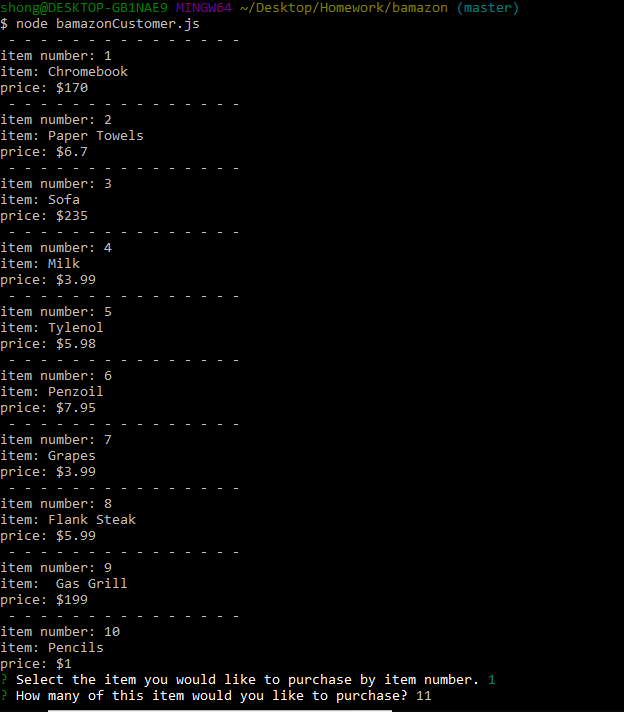 shong@DESKTOP-GB1NAE9 MINGW64 ~/Desktop/Homework/bamazon (master)
$ node bamazonCustomer.js
- - - - - - - - - - - - - - -
item number: 1
item: Chromebook
price: $170
- - - - - - - - - - - - - - -
item number: 2
item: Paper Towels
price: $6.7
- - - - - - - - - - - - - - -
item number: 3
item: Sofa
price: $235
- - - - - - - - - - - - - - -
item number: 4
item: Milk
price: $3.99
- - - - - - - - - - - - - - -
item number: 5
item: Tylenol
price: $5.98
- - - - - - - - - - - - - - -
item number: 6
item: Penzoil
price: $7.95
- - - - - - - - - - - - - - -
item number: 7
item: Grapes
price: $3.99
- - - - - - - - - - - - - - -
item number: 8
item: Flank Steak
price: $5.99
- - - - - - - - - - - - - - -
item number: 9
item:  Gas Grill
price: $199
- - - - - - - - - - - - - - -
item number: 10
item: Pencils
price: $1
? Select the item you would like to purchase by item number. 1
? How many of this item would you like to purchase? 11